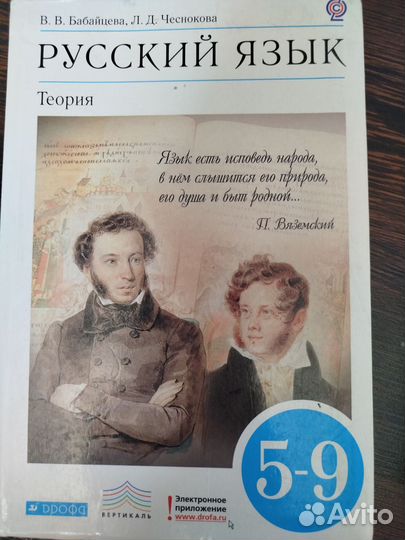 В. В. Бабайцева, Л. Д. Чеснокова
РУССКИЙ ЯЗЫК
Теория
Язык есть исповедь народа,
в нём слышится его природа,
его душа и быт родной...
П. Вяземский
5-9
ДРОФА
ВЕРТИКАЛЬ
! Электронное
приложение
www.drofa.ru
Avito